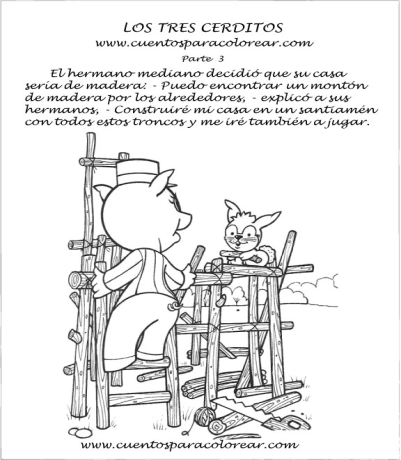 LOS TRES CERDITOS
www.cuentosparacolorear.com
Parte 3
El hermano mediano decidió que su casa
sería de madera: - Puedo encontrar un montón
de madera por los alrededores, - explicó a sus
hermanos, - Construiré mi casa en un santiamén
con todos estos troncos y me iré también a jugar.
www.cuentosparacolorear.com